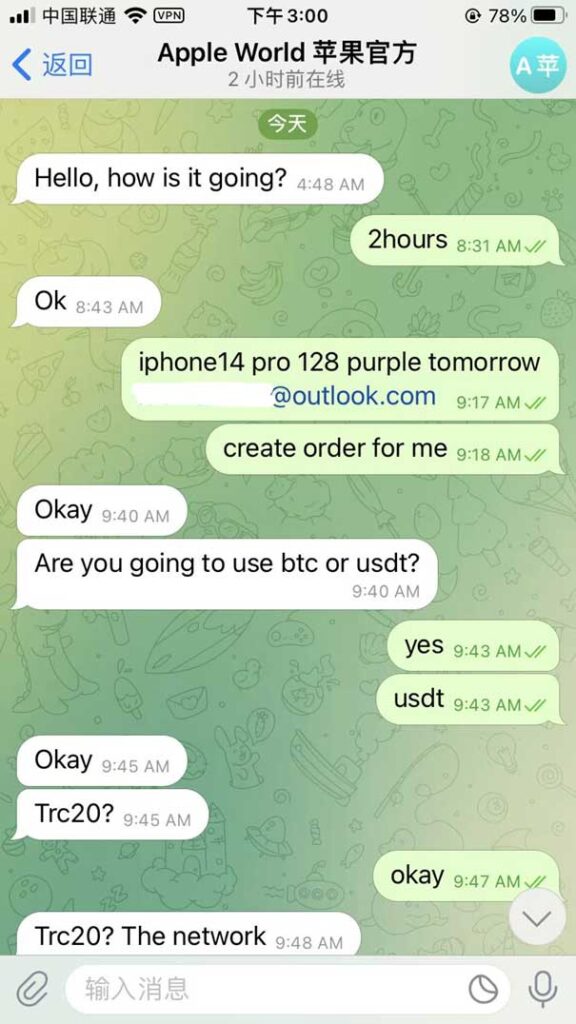 中国联通 VPN 下午3:00 78%
返回 Apple World 苹果官方 A 苹
2 小时前在线
今天
Hello, how is it going? 4:48 AM
2hours 8:31 AM
Ok 8:43 AM
iphone14 pro 128 purple tomorrow
@outlook.com 9:17 AM
create order for me 9:18 AM
Okay 9:40 AM
Are you going to use btc or usdt?
9:40 AM
yes 9:43 AM
usdt 9:43 AM
Okay 9:45 AM
Trc20? 9:45 AM
okay 9:47 AM
Trc20? The network 9:48 AM
输入消息